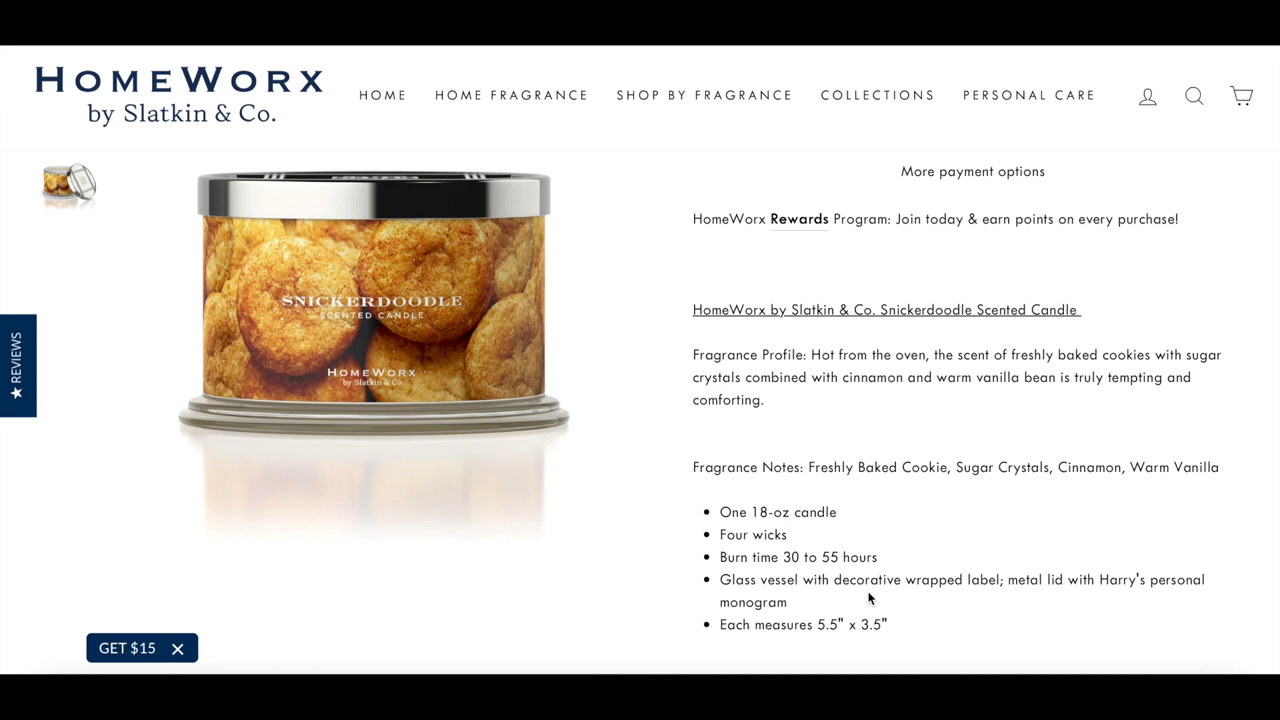 HOMEWORX
by Slatkin & Co.
HOME HOME FRAGRANCE SHOP BY FRAGRANCE COLLECTIONS PERSONAL CARE
More payment options
HomeWorx Rewards Program: Join today & earn points on every purchase!
SNICKERDOODLE
SCENTED CANDLE
HOMEWORX
by Slatkin & Co.
HomeWorx by Slatkin & Co. Snickerdoodle Scented Candle
Fragrance Profile: Hot from the oven, the scent of freshly baked cookies with sugar
crystals combined with cinnamon and warm vanilla bean is truly tempting and
comforting.
★ REVIEWS
Fragrance Notes: Freshly Baked Cookie, Sugar Crystals, Cinnamon, Warm Vanilla
• One 18-oz candle
• Four wicks
• Burn time 30 to 55 hours
• Glass vessel with decorative wrapped label; metal lid with Harry's personal
monogram
• Each measures 5.5" x 3.5"
GET $15 ✕